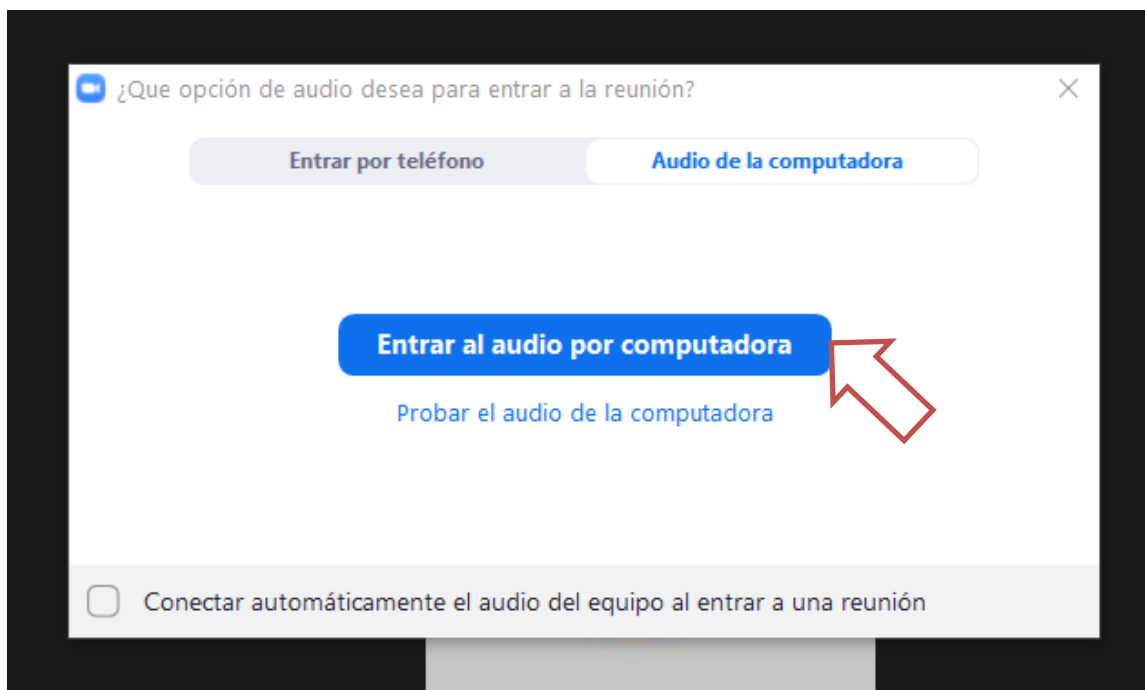 ¿Que opción de audio desea para entrar a la reunión?
Entrar por teléfono
Audio de la computadora
Entrar al audio por computadora
Probar el audio de la computadora
Conectar automáticamente el audio del equipo al entrar a una reunión